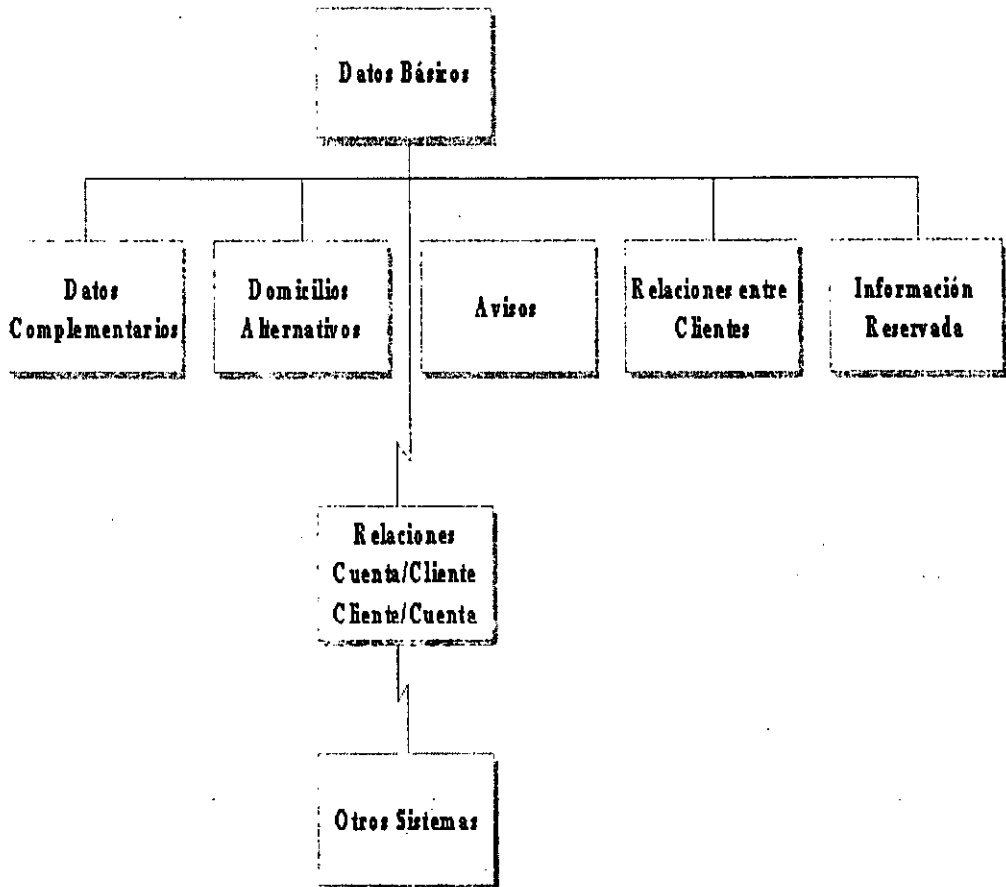 Datos Básicos
Datos
Complementarios
Domicilios
Alternativos
Avisos
Relaciones entre
Clientes
Información
Reservada
Relaciones
Cuenta/Cliente
Cliente/Cuenta
Otros Sistemas